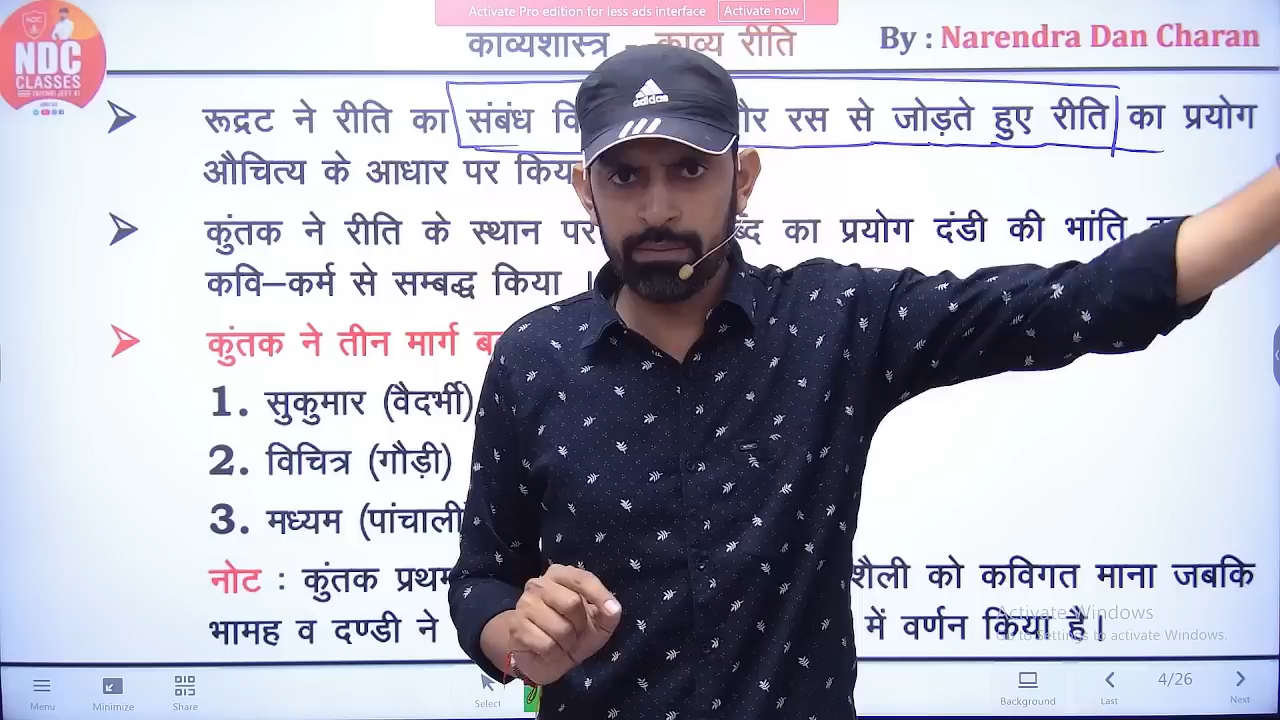 Activate Pro edition for less ads interface Activate now
काव्यशास्त्र – काव्य रीति
By : Narendra Dan Charan
NDC
CLASSES
रूद्रट ने रीति का संबंध रस से जोड़ते हुए रीति का प्रयोग
औचित्य के आधार पर
कुंतक ने रीति के स्थान पर का प्रयोग दंडी की भांति
कवि–कर्म से सम्बद्ध किया ।
कुंतक ने तीन मार्ग
1. सुकुमार (वैदर्भी)
2. विचित्र (गौड़ी)
3. मध्यम (पांचाली
नोट : कुंतक शैली को कविगत माना जबकि
भामह व दण्डी ने में वर्णन किया है।
Activate Windows
Go to Settings to activate Windows.
adidas
Menu Minimize Share Select Background Last 4/26 Next